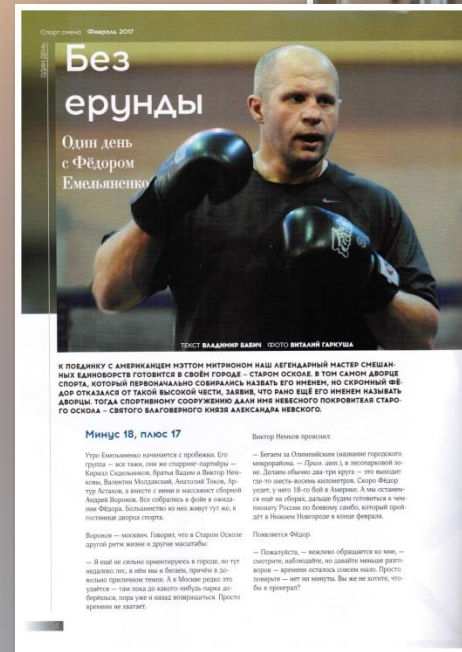 Спорт смена Февраль 2017
ОДИН ДЕНЬ
Без
ерунды
Один день
с Фёдором
Емельяненко
ТЕКСТ ВЛАДИМИР БАБИЧ ФОТО ВИТАЛИЙ ГАРКУША
К ПОЕДИНКУ С АМЕРИКАНЦЕМ МЭТТОМ МИТРИОНОМ НАШ ЛЕГЕНДАРНЫЙ МАСТЕР СМЕШАН-
НЫХ ЕДИНОБОРСТВ ГОТОВИТСЯ В СВОЁМ ГОРОДЕ – СТАРОМ ОСКОЛЕ. В ТОМ САМОМ ДВОРЦЕ
СПОРТА, КОТОРЫЙ ПЕРВОНАЧАЛЬНО СОБИРАЛИСЬ НАЗВАТЬ ЕГО ИМЕНЕМ, НО СКРОМНЫЙ ФЁ-
ДОР ОТКАЗАЛСЯ ОТ ТАКОЙ ВЫСОКОЙ ЧЕСТИ, ЗАЯВИВ, ЧТО РАНО ЕЩЁ ЕГО ИМЕНЕМ НАЗЫВАТЬ
ДВОРЦЫ. ТОГДА СПОРТИВНОМУ СООРУЖЕНИЮ ДАЛИ ИМЯ НЕБЕСНОГО ПОКРОВИТЕЛЯ СТАРО-
ГО ОСКОЛА – СВЯТОГО БЛАГОВЕРНОГО КНЯЗЯ АЛЕКСАНДРА НЕВСКОГО.
Минус 18, плюс 17
Утро Емельяненко начинается с пробежки. Его
группа — все тяжи, они же спарринг-партнёры —
Кирилл Сидельников, братья Вадим и Виктор Нем-
ковы, Валентин Молдавский, Анатолий Токов, Ар-
тур Астахов, а вместе с ними и массажист сборной
Андрей Воронов. Все собрались в фойе в ожида-
нии Фёдора. Большинство из них живут тут же, в
гостинице дворца спорта.
Воронов — москвич. Говорит, что в Старом Осколе
другой ритм жизни и другие масштабы:
— Я ещё не сильно ориентируюсь в городе, но тут
недалеко лес, в нём мы и бегаем, причём в до-
вольно приличном темпе. А в Москве редко это
удаётся — там пока до какого-нибудь парка до-
берёшься, пора уже и назад возвращаться. Просто
времени не хватает.
Виктор Немков прояснил:
— Бегаем за Олимпийским (название городского
микрорайона. — Прим. авт.), в лесопарковой зо-
не. Делаем обычно два-три круга — это выходит
где-то шесть-восемь километров. Скоро Фёдор
уедет, у него 18-го бой в Америке. А мы останем-
ся ещё на сборах, дальше будем готовиться к чем-
пионату России по боевому самбо, который прой-
дёт в Нижнем Новгороде в конце февраля.
Появляется Фёдор.
— Пожалуйста, — вежливо обращается ко мне, —
смотрите, наблюдайте, но давайте меньше разго-
воров — времени осталось совсем мало. Просто
поверьте — нет ни минуты. Вы же не хотите, что-
бы я проиграл?